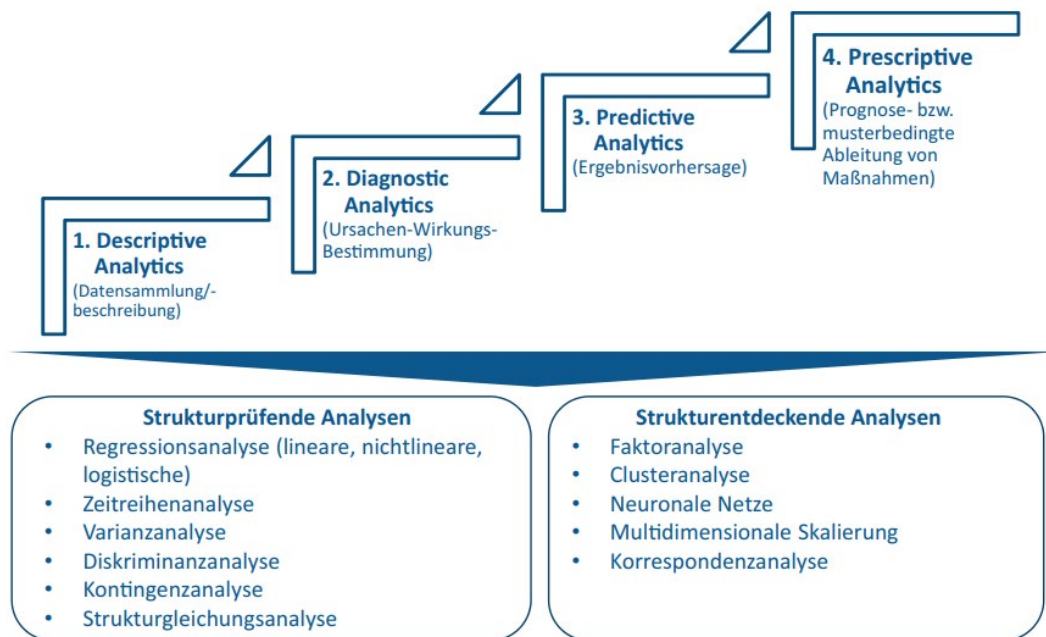 1. Descriptive
Analytics
(Datensammlung/-
beschreibung)
2. Diagnostic
Analytics
(Ursachen-Wirkungs-
Bestimmung)
3. Predictive
Analytics
(Ergebnisvorhersage)
4. Prescriptive
Analytics
(Prognose- bzw.
musterbedingte
Ableitung von
Maßnahmen)
Strukturprüfende Analysen
• Regressionsanalyse (lineare, nichtlineare,
logistische)
• Zeitreihenanalyse
• Varianzanalyse
• Diskriminanzanalyse
• Kontingenzanalyse
• Strukturgleichungsanalyse
Strukturentdeckende Analysen
• Faktoranalyse
• Clusteranalyse
• Neuronale Netze
• Multidimensionale Skalierung
• Korrespondenzanalyse